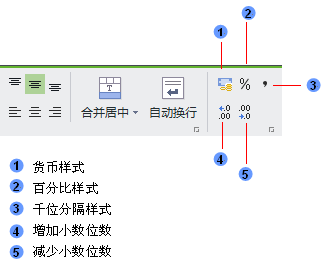 2
1
% ,
3
T
合并居中 自动换行
.0
.00
.00
.0
4
5
1 货币样式
2 百分比样式
3 千位分隔样式
4 增加小数位数
5 减少小数位数